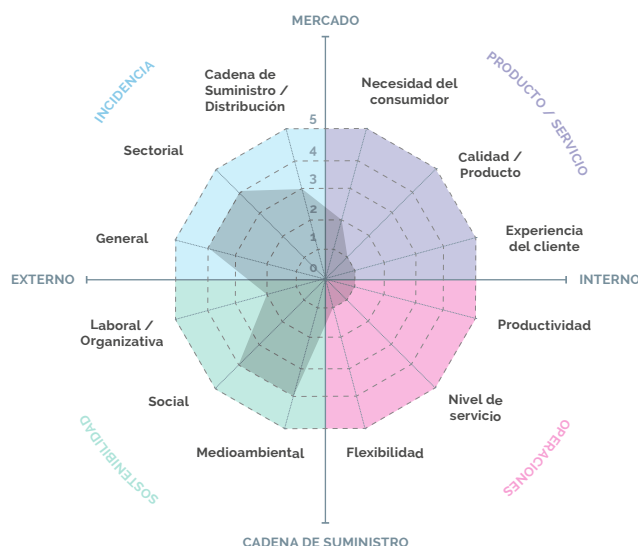 MERCADO
INCIDENCIA
PRODUCTO / SERVICIO
Cadena de
Suministro /
Distribución
Necesidad del
consumidor
Sectorial
Calidad /
Producto
General
Experiencia
del cliente
5
4
3
2
1
0
EXTERNO
INTERNO
Laboral /
Organizativa
Productividad
Social
Nivel de
servicio
Medioambiental
Flexibilidad
SOSTENIBILIDAD
OPERACIONES
CADENA DE SUMINISTRO